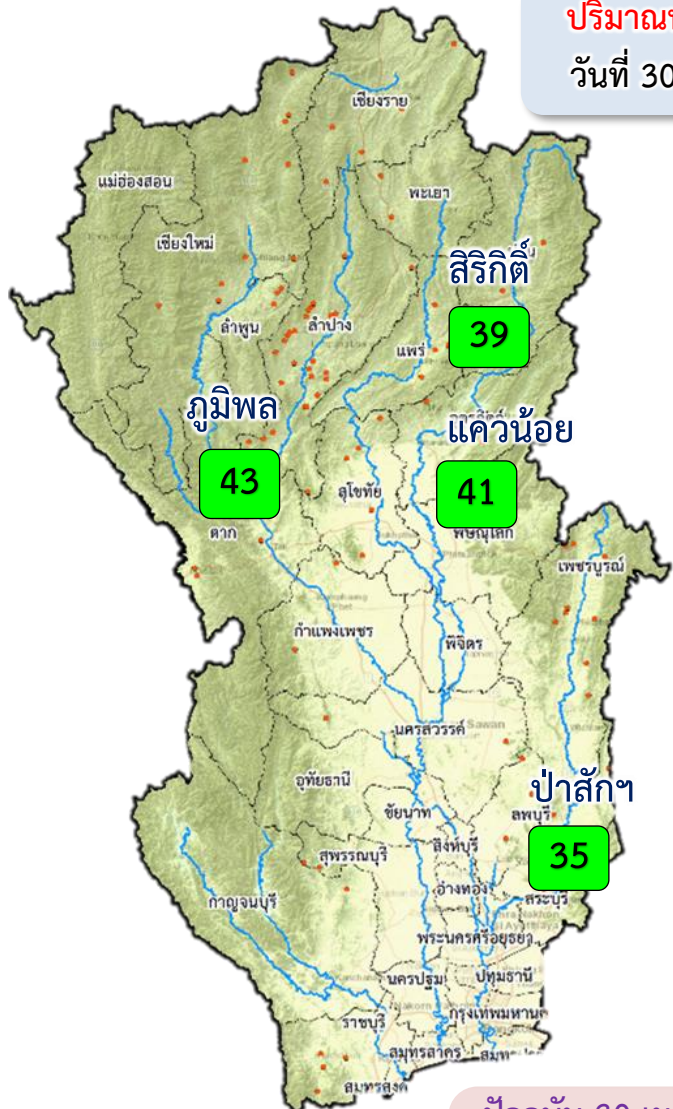 วันที่ 30
เชียงราย
แม่ฮ่องสอน
พะเยา
เชียงใหม่
สิริกิติ์
39
ลำพูน
ลำปาง
แพร่
ภูมิพล
43
แควน้อย
41
สุโขทัย
ตาก
พิษณุโลก
เพชรบูรณ์
กำแพงเพชร
พิจิตร
นครสวรรค์
อุทัยธานี
ป่าสักฯ
35
ชัยนาท
ลพบุรี
สิงห์บุรี
สุพรรณบุรี
อ่างทอง
สระบุรี
กาญจนบุรี
พระนครศรีอยุธยา
นครปฐม
ปทุมธานี
กรุงเทพมหานค
ราชบุรี
สมุทรสาคร